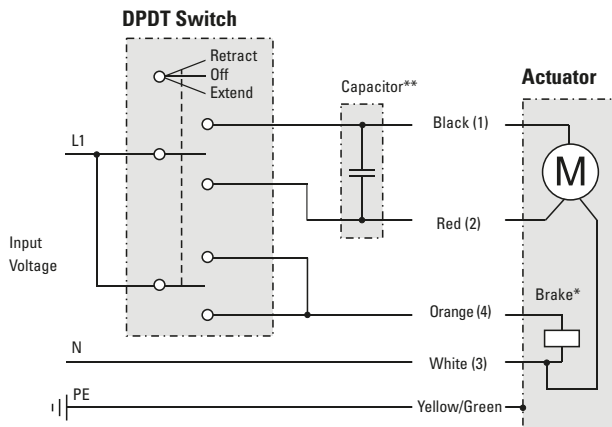 DPDT Switch
Retract
Off
Extend
Capacitor**
Actuator
L1
Black (1)
M
Red (2)
Input
Voltage
Brake*
Orange (4)
N
White (3)
PE
Yellow/Green